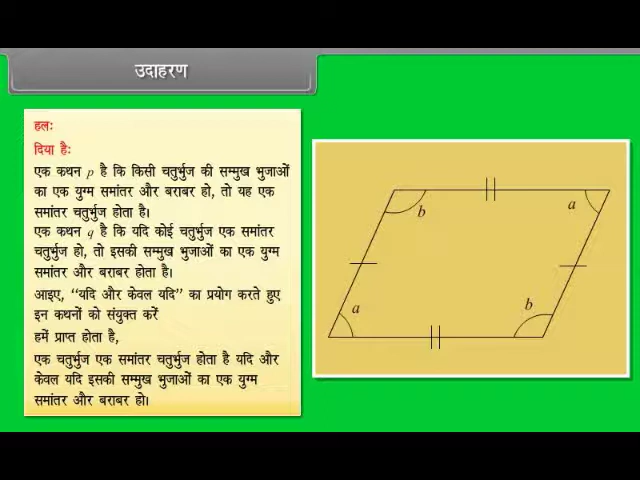 उदाहरण
हलः
दिया हैः
एक कथन p है कि किसी चतुर्भुज की सम्मुख भुजाओं
का एक युग्म समांतर और बराबर हो, तो यह एक
समांतर चतुर्भुज होता है।
एक कथन q है कि यदि कोई चतुर्भुज एक समांतर
चतुर्भुज हो, तो इसकी सम्मुख भुजाओं का एक युग्म
समांतर और बराबर होता है।
आइए, “यदि और केवल यदि” का प्रयोग करते हुए
इन कथनों को संयुक्त करें
हमें प्राप्त होता है,
एक चतुर्भुज एक समांतर चतुर्भुज होता है यदि और
केवल यदि इसकी सम्मुख भुजाओं का एक युग्म
समांतर और बराबर हो।
b
a
a
b